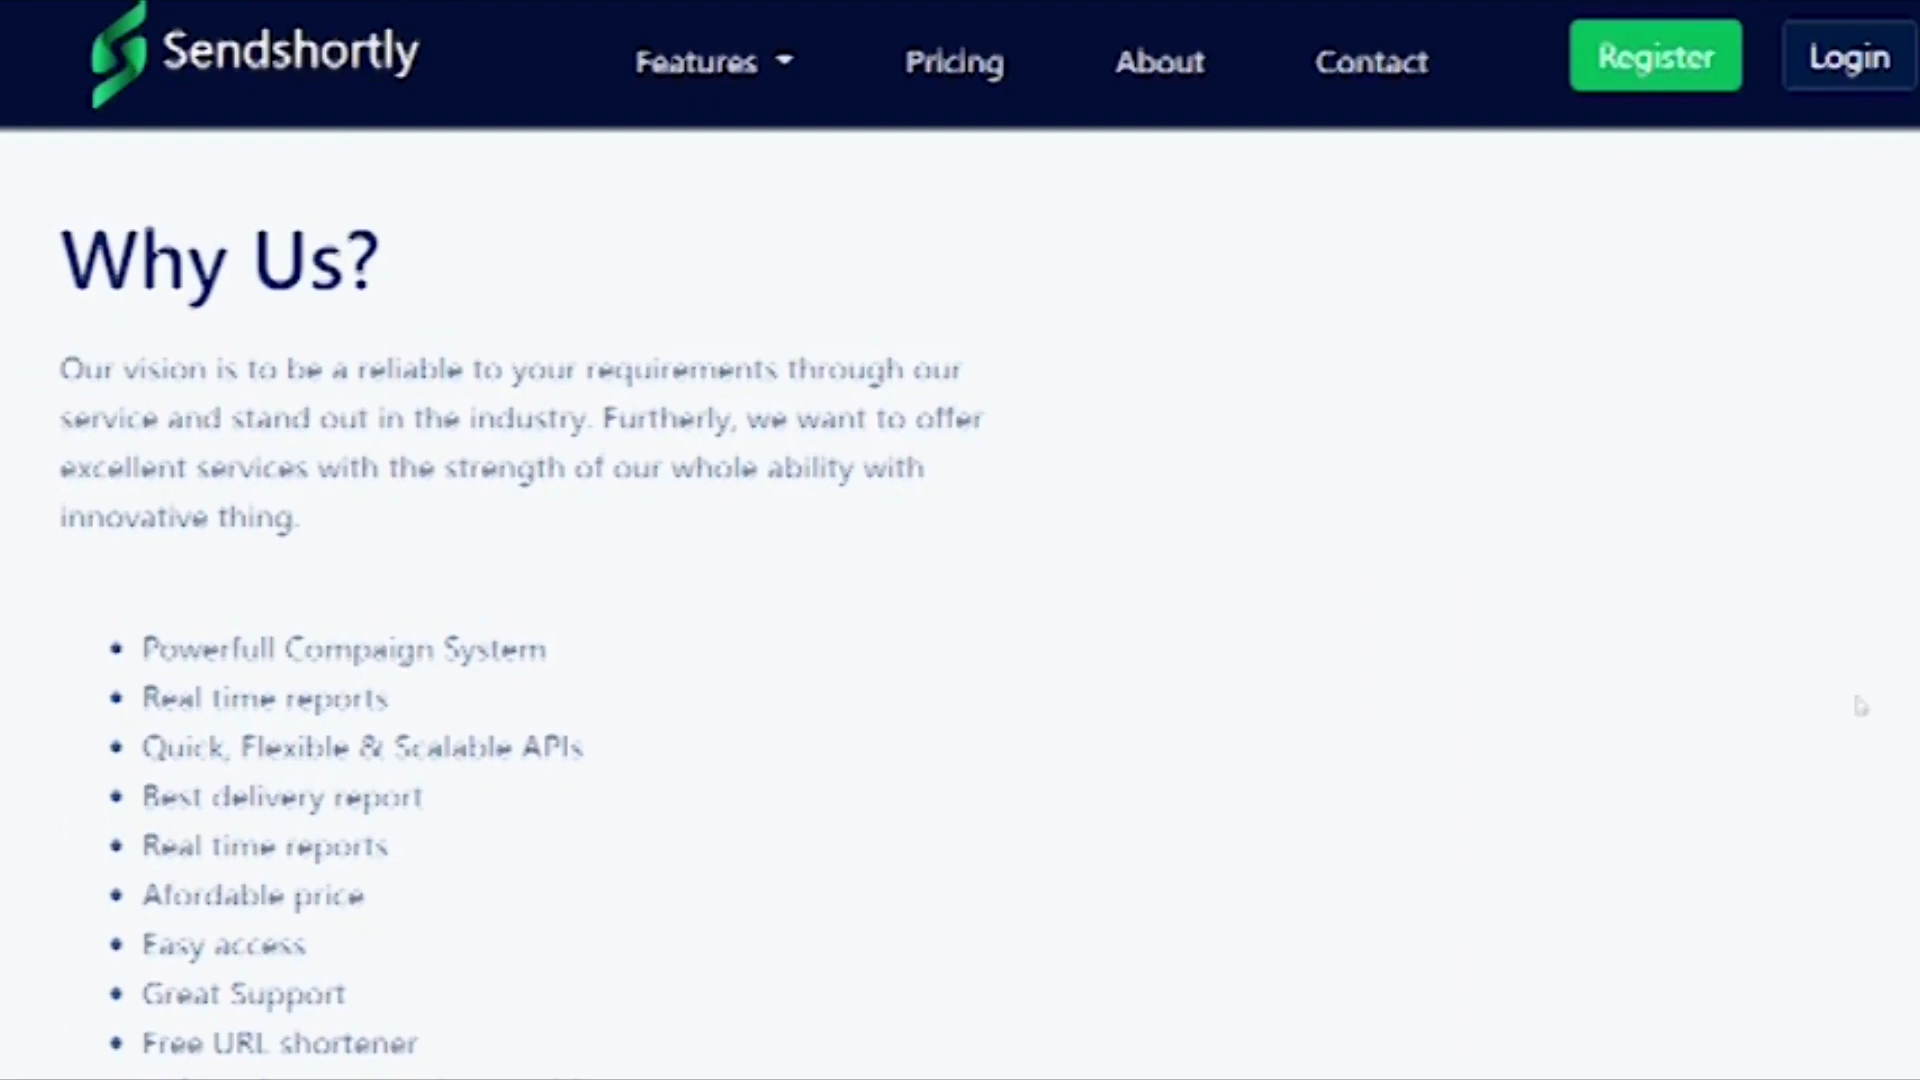 Sendshortly
Features
Pricing
About
Contact
Register
Login
Why Us?
Our vision is to be a reliable to your requirements through our
service and stand out in the industry. Furtherly, we want to offer
excellent services with the strength of our whole ability with
innovative thing.
Powerfull Compaign System
Real time reports
Quick, Flexible & Scalable APIs
Best delivery report
Real time reports
Afordable price
Easy access
Great Support
Free URL shortener